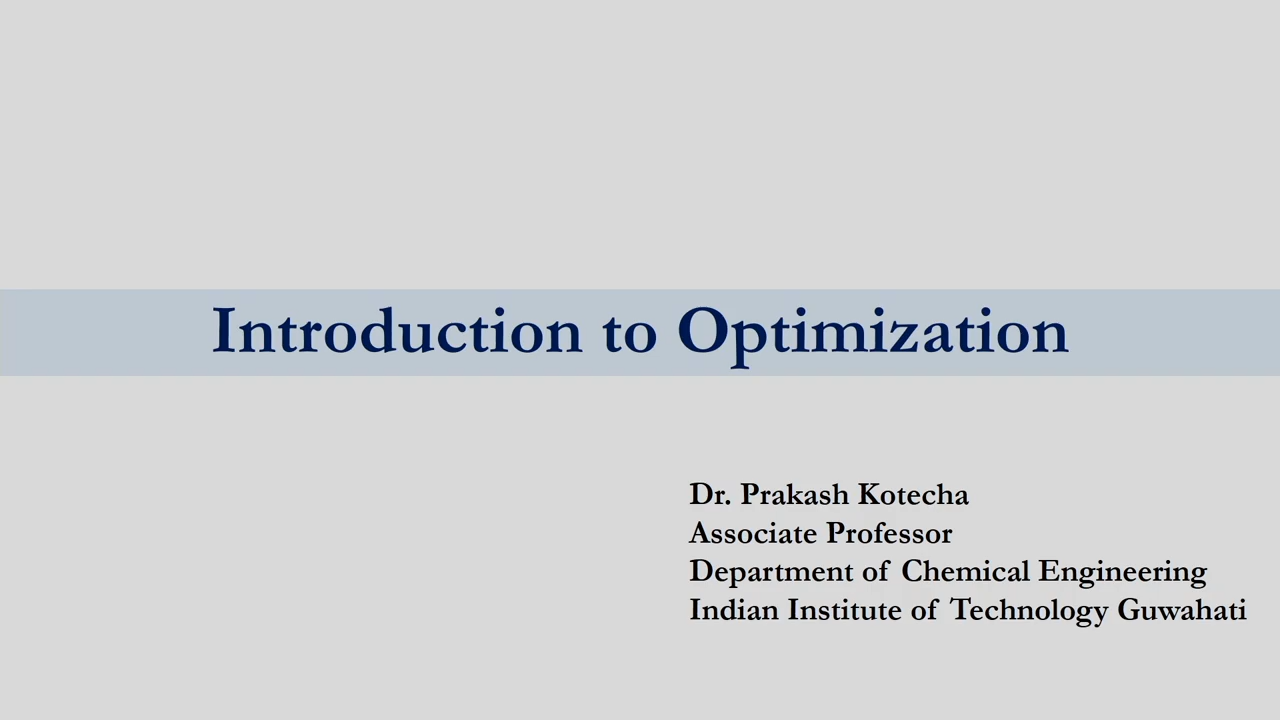 Introduction to Optimization
Dr. Prakash Kotecha
Associate Professor
Department of Chemical Engineering
Indian Institute of Technology Guwahati